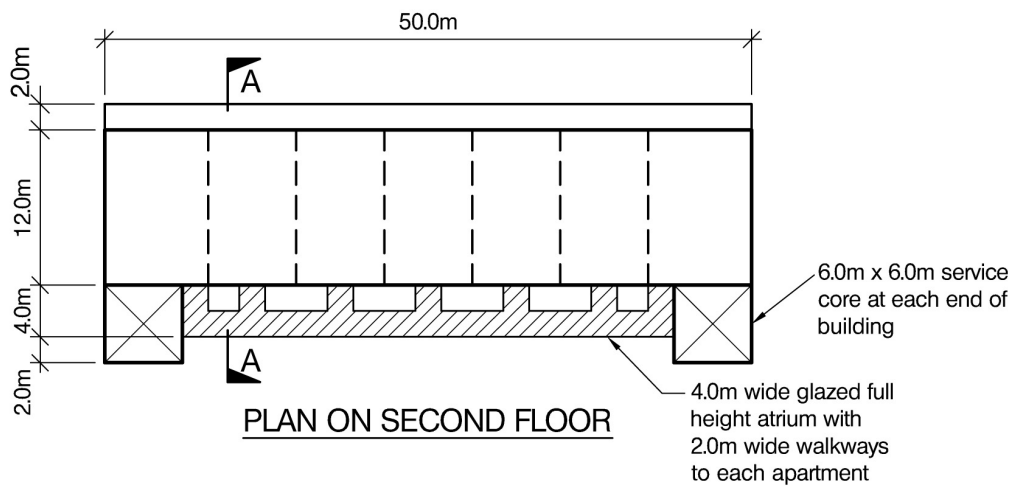 50.0m
2.0m
A
12.0m
6.0m x 6.0m service
core at each end of
building
4.0m
A
2.0m
4.0m wide glazed full
height atrium with
2.0m wide walkways
to each apartment
PLAN ON SECOND FLOOR